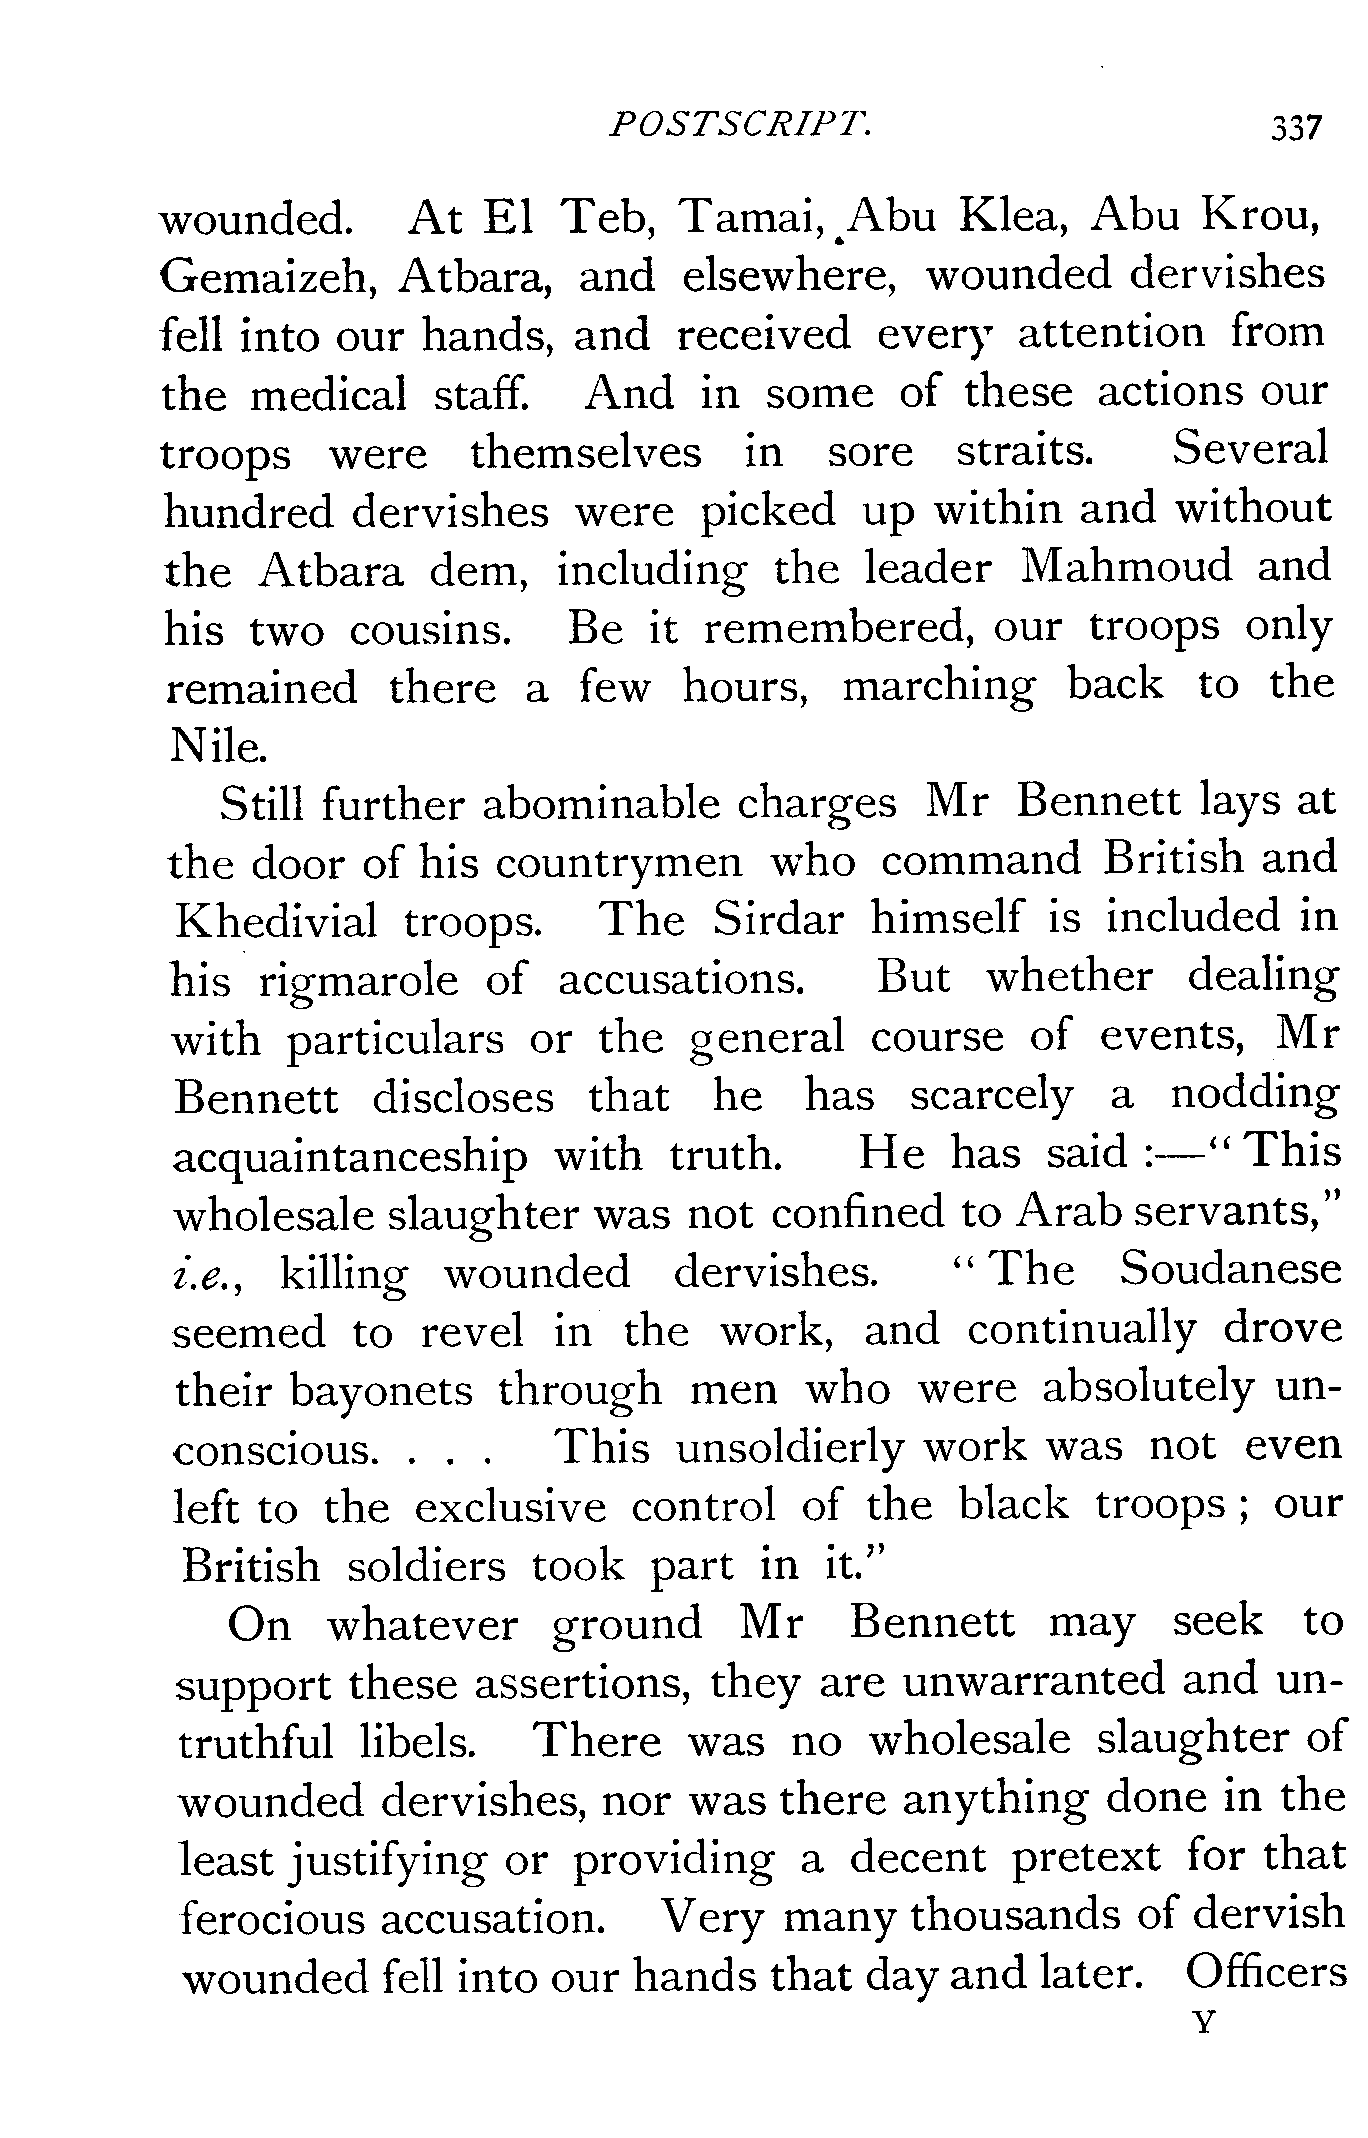 POSTSCRIPT. 337
wounded. At El Teb, Tamai, Abu Klea, Abu Krou,
Gemaizeh, Atbara, and elsewhere, wounded dervishes
fell into our hands, and received every attention from
the medical staff. And in some of these actions our
troops were themselves in sore straits. Several
hundred dervishes were picked up within and without
the Atbara dem, including the leader Mahmoud and
his two cousins. Be it remembered, our troops only
remained there a few hours, marching back to the
Nile.
Still further abominable charges Mr Bennett lays at
the door of his countrymen who command British and
Khedivial troops. The Sirdar himself is included in
his rigmarole of accusations. But whether dealing
with particulars or the general course of events, Mr
Bennett discloses that he has scarcely a nodding
acquaintanceship with truth. He has said :—“This
wholesale slaughter was not confined to Arab servants,”
i.e., killing wounded dervishes. “The Soudanese
seemed to revel in the work, and continually drove
their bayonets through men who were absolutely un-
conscious. . . . This unsoldierly work was not even
left to the exclusive control of the black troops ; our
British soldiers took part in it.”
On whatever ground Mr Bennett may seek to
support these assertions, they are unwarranted and un-
truthful libels. There was no wholesale slaughter of
wounded dervishes, nor was there anything done in the
least justifying or providing a decent pretext for that
ferocious accusation. Very many thousands of dervish
wounded fell into our hands that day and later. Officers
Y